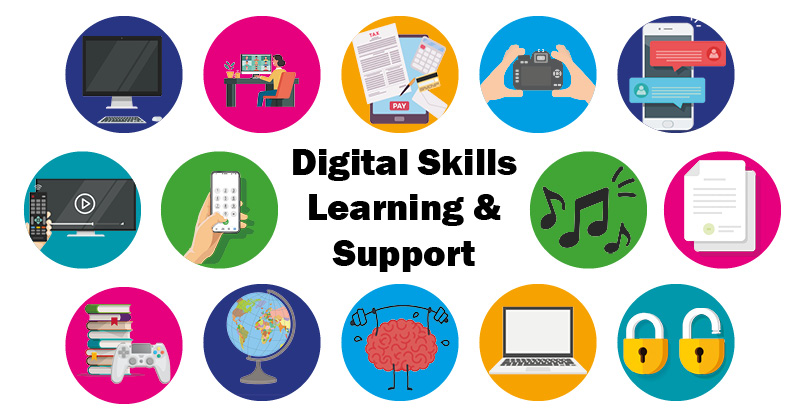 TAX
PAY
Digital Skills
Learning &
Support